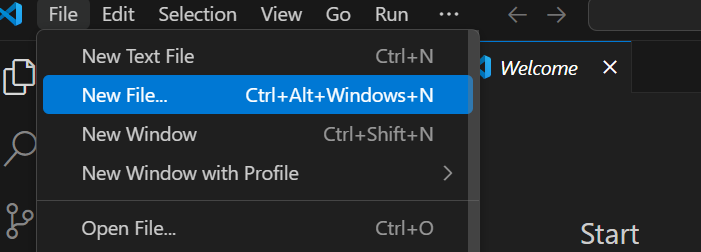 File Edit Selection View Go Run ···
New Text File Ctrl+N
New File... Ctrl+Alt+Windows+N
Welcome
New Window Ctrl+Shift+N
New Window with Profile
Open File... Ctrl+O
Start